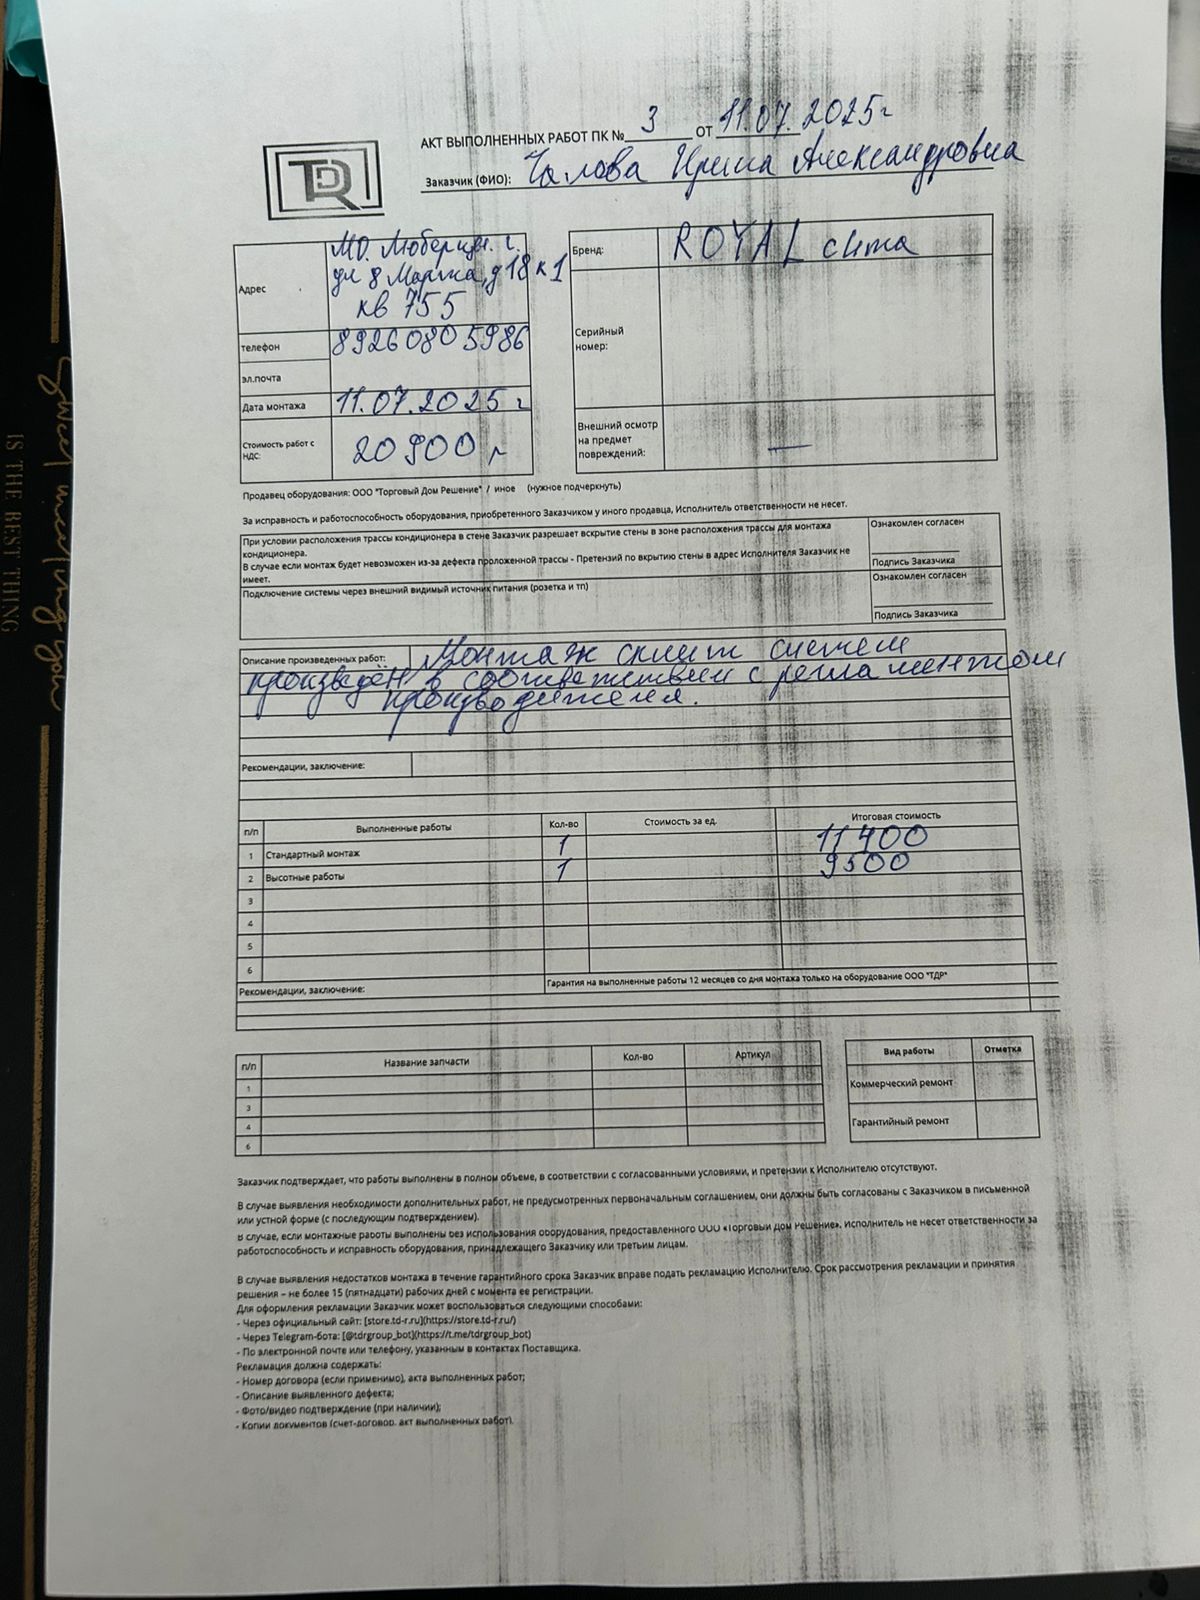 АКТ ВЫПОЛНЕННЫХ РАБОТ ПК № 3 ОТ 11.07.2025г
TDR
Заказчик (ФИО): Чалова Ирина Александровна
Адрес МО. Люберцы. г.
ул 8 Марта, д 18 к 1
кв 755
телефон 89260805986
эл.почта
Дата монтажа 11.07.2025 г
Стоимость работ с НДС: 20900 р
Бренд: ROYAL clima
Серийный номер:
Внешний осмотр на предмет повреждений: —
Продавец оборудования: ООО "Торговый Дом Решение" / иное (нужное подчеркнуть)
За исправность и работоспособность оборудования, приобретенного Заказчиком у иного продавца, Исполнитель ответственности не несет.
При условии расположения трассы кондиционера в стене Заказчик разрешает вскрытие стены в зоне расположения трассы для монтажа
кондиционера.
В случае если монтаж будет невозможен из-за дефекта проложенной трассы - Претензий по вкрытию стены в адрес Исполнителя Заказчик не
имеет.
Ознакомлен согласен
Подпись Заказчика
Подключение системы через внешний видимый источник питания (розетка и тп)
Ознакомлен согласен
Подпись Заказчика
Описание произведенных работ: Монтаж сплит систем
произведён в соответствии с регламентом
производителя.
Рекомендации, заключение:
п/п Выполненные работы Кол-во Стоимость за ед. Итоговая стоимость
1 Стандартный монтаж 1 11400
2 Высотные работы 1 9500
3
4
5
6
Рекомендации, заключение: Гарантия на выполненные работы 12 месяцев со дня монтажа только на оборудование ООО "ТДР"
п/п Название запчасти Кол-во Артикул
1
3
4
6
Вид работы Отметка
Коммерческий ремонт
Гарантийный ремонт
Заказчик подтверждает, что работы выполнены в полном объеме, в соответствии с согласованными условиями, и претензии к Исполнителю отсутствуют.
В случае выявления необходимости дополнительных работ, не предусмотренных первоначальным соглашением, они должны быть согласованы с Заказчиком в письменной
или устной форме (с последующим подтверждением).
В случае, если монтажные работы выполнены без использования оборудования, предоставленного ООО «Торговый Дом Решение», Исполнитель не несет ответственности за
работоспособность и исправность оборудования, принадлежащего Заказчику или третьим лицам.
В случае выявления недостатков монтажа в течение гарантийного срока Заказчик вправе подать рекламацию Исполнителю. Срок рассмотрения рекламации и принятия
решения – не более 15 (пятнадцати) рабочих дней с момента ее регистрации.
Для оформления рекламации Заказчик может воспользоваться следующими способами:
- Через официальный сайт: [store.td-r.ru](https://store.td-r.ru/)
- Через Telegram-бота: [@tdrgroup_bot](https://t.me/tdrgroup_bot)
- По электронной почте или телефону, указанным в контактах Поставщика.
Рекламация должна содержать:
- Номер договора (если применимо), акта выполненных работ;
- Описание выявленного дефекта;
- Фото/видео подтверждение (при наличии);
- Копии документов (счет-договор, акт выполненных работ).
IS THE BEST THING